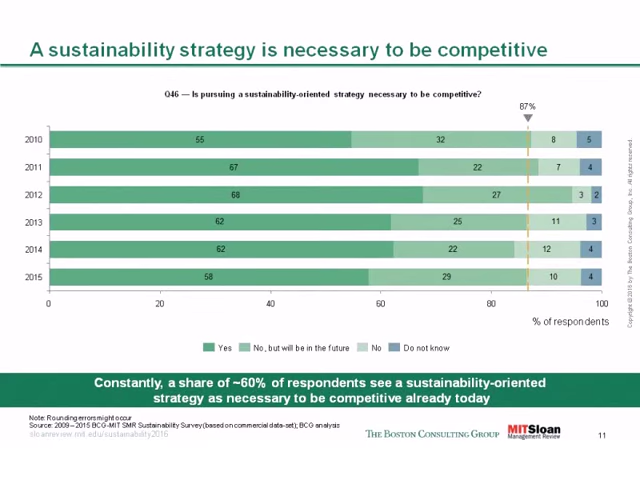 A sustainability strategy is necessary to be competitive
Q46 — Is pursuing a sustainability-oriented strategy necessary to be competitive?
87%
2010 55 32 8 5
2011 67 22 7 4
2012 68 27 3 2
2013 62 25 11 3
2014 62 22 12 4
2015 58 29 10 4
0 20 40 60 80 100
% of respondents
Yes No, but will be in the future No Do not know
Constantly, a share of ~60% of respondents see a sustainability-oriented
strategy as necessary to be competitive already today
Note: Rounding errors might occur
Source: 2009–2015 BCG-MIT SMR Sustainability Survey (based on commercial data-set); BCG analysis
sloanreview.mit.edu/sustainability2016
THE BOSTON CONSULTING GROUP
MITSloan
Management Review
11
Copyright © 2016 by The Boston Consulting Group, Inc. All rights reserved.